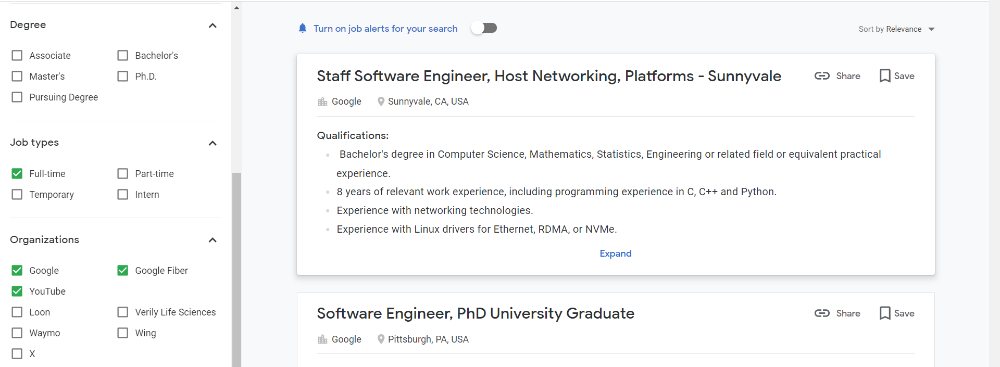 Degree
Associate
Bachelor's
Master's
Ph.D.
Pursuing Degree
Job types
Full-time
Part-time
Temporary
Intern
Organizations
Google
Google Fiber
YouTube
Loon
Verily Life Sciences
Waymo
Wing
X
Turn on job alerts for your search
Sort by Relevance
Staff Software Engineer, Host Networking, Platforms - Sunnyvale
Share
Save
Google
Sunnyvale, CA, USA
Qualifications:
Bachelor's degree in Computer Science, Mathematics, Statistics, Engineering or related field or equivalent practical
experience.
8 years of relevant work experience, including programming experience in C, C++ and Python.
Experience with networking technologies.
Experience with Linux drivers for Ethernet, RDMA, or NVMe.
Expand
Software Engineer, PhD University Graduate
Share
Save
Google
Pittsburgh, PA, USA